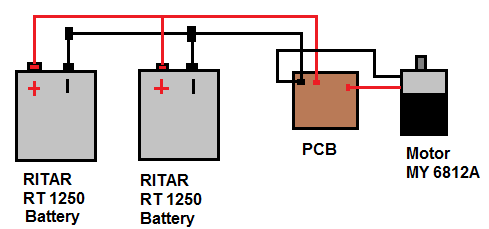 + I
+ I
PCB
RITAR
RT 1250
Battery
RITAR
RT 1250
Battery
Motor
MY 6812A